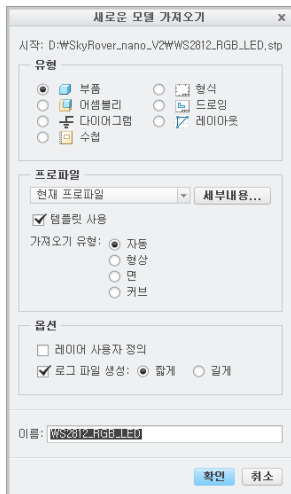 새로운 모델 가져오기 x
시작: D:₩SkyRover_nano_V2₩WS2812_RGB_LED.stp
유형
부품 형식
어셈블리 드로잉
다이어그램 레이아웃
수첩
프로파일
현재 프로파일 세부내용...
템플릿 사용
가져오기 유형: 자동
형상
면
커브
옵션
레이어 사용자 정의
로그 파일 생성: 짧게 길게
이름: WS2812_RGB_LED
확인 취소